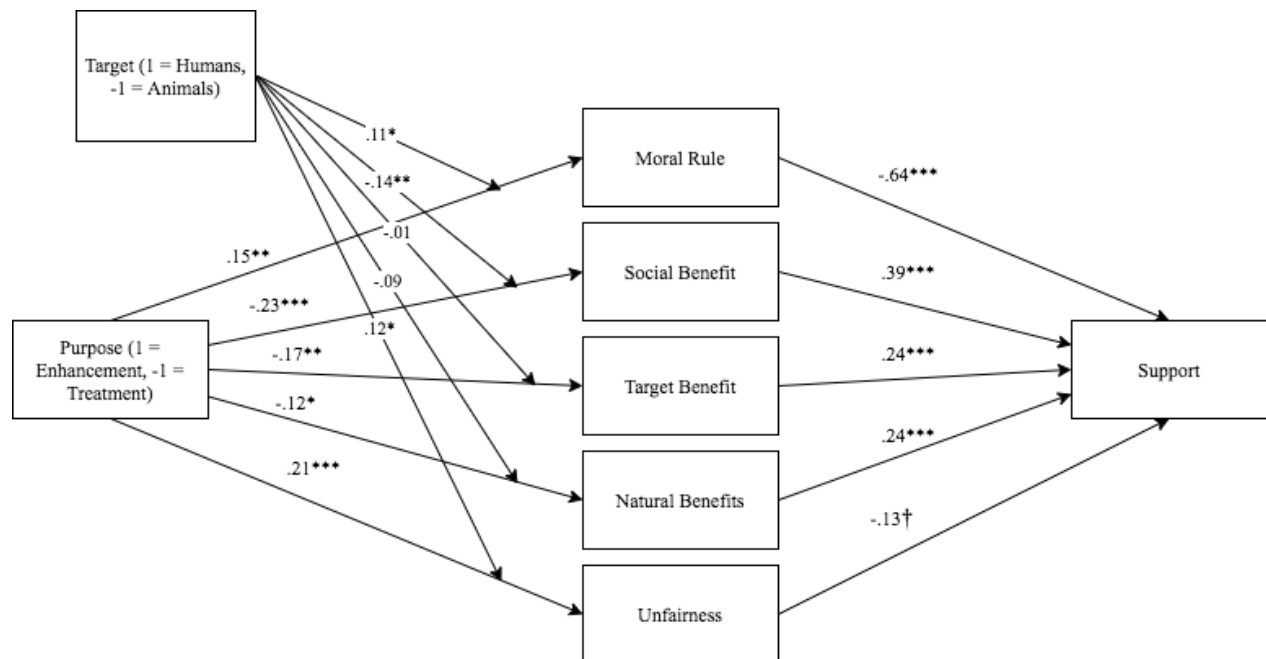 Target (1 = Humans,
-1 = Animals)
.11*
Moral Rule
-.64***
-.14**
-.01
.15**
Social Benefit
.39***
-.09
-.23***
.12*
Purpose (1 =
Enhancement, -1 =
Treatment)
-.17**
Target Benefit
.24***
Support
-.12*
.24***
.21***
Natural Benefits
-.13†
Unfairness